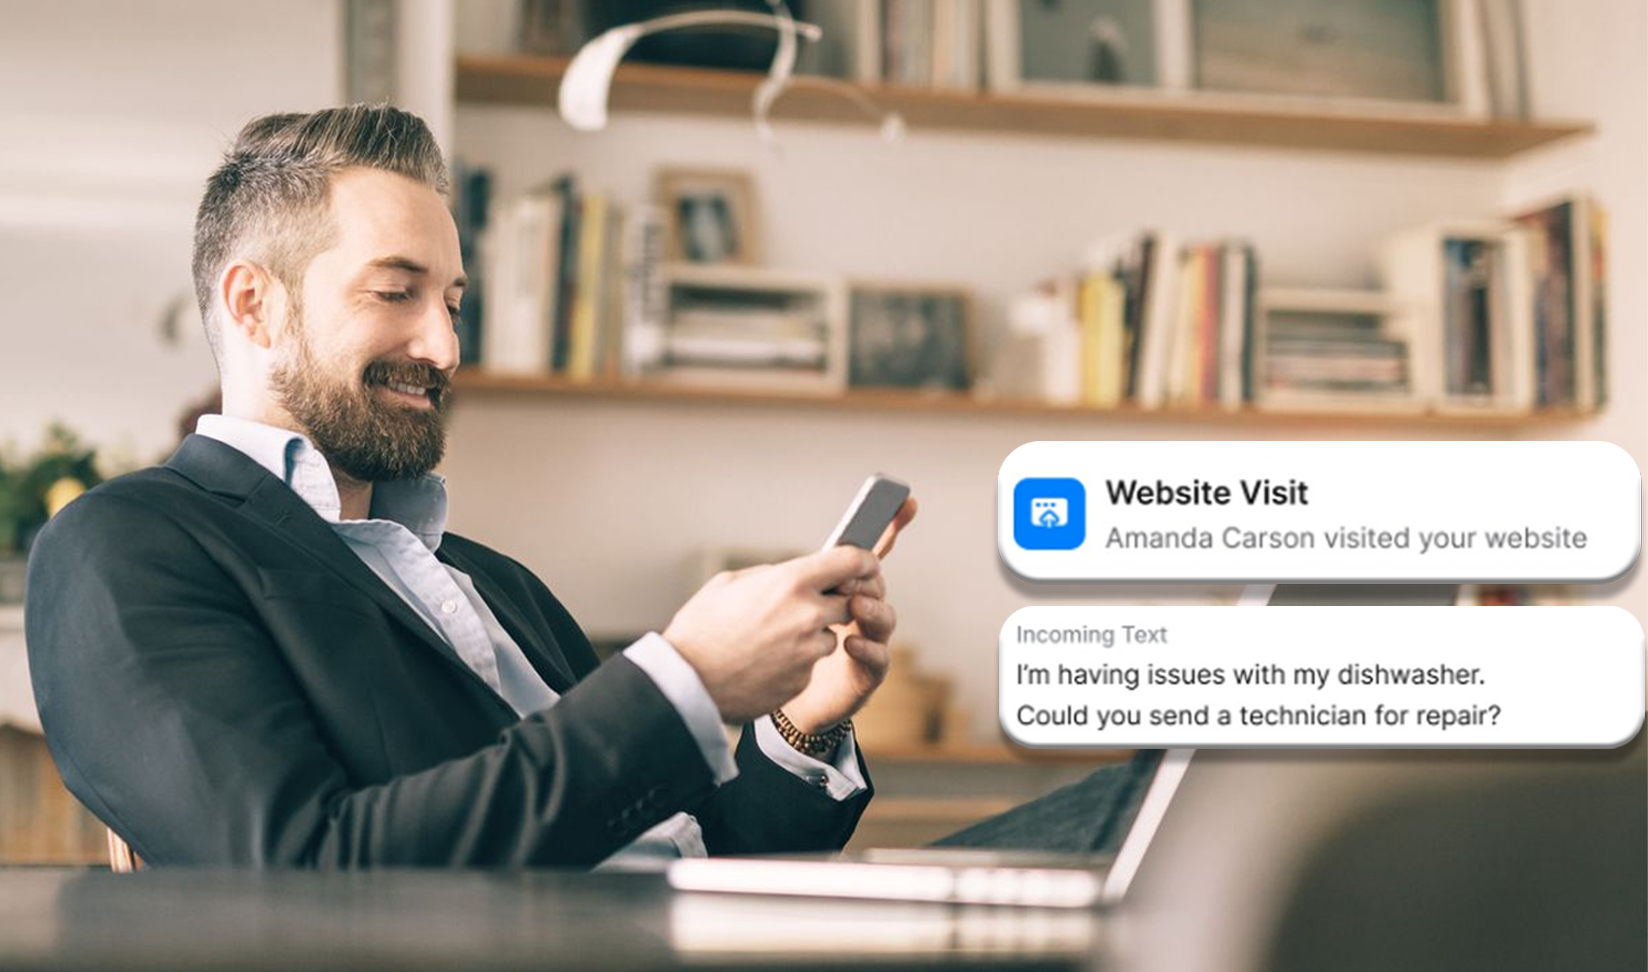 Website Visit
Amanda Carson visited your website
Incoming Text
I'm having issues with my dishwasher.
Could you send a technician for repair?